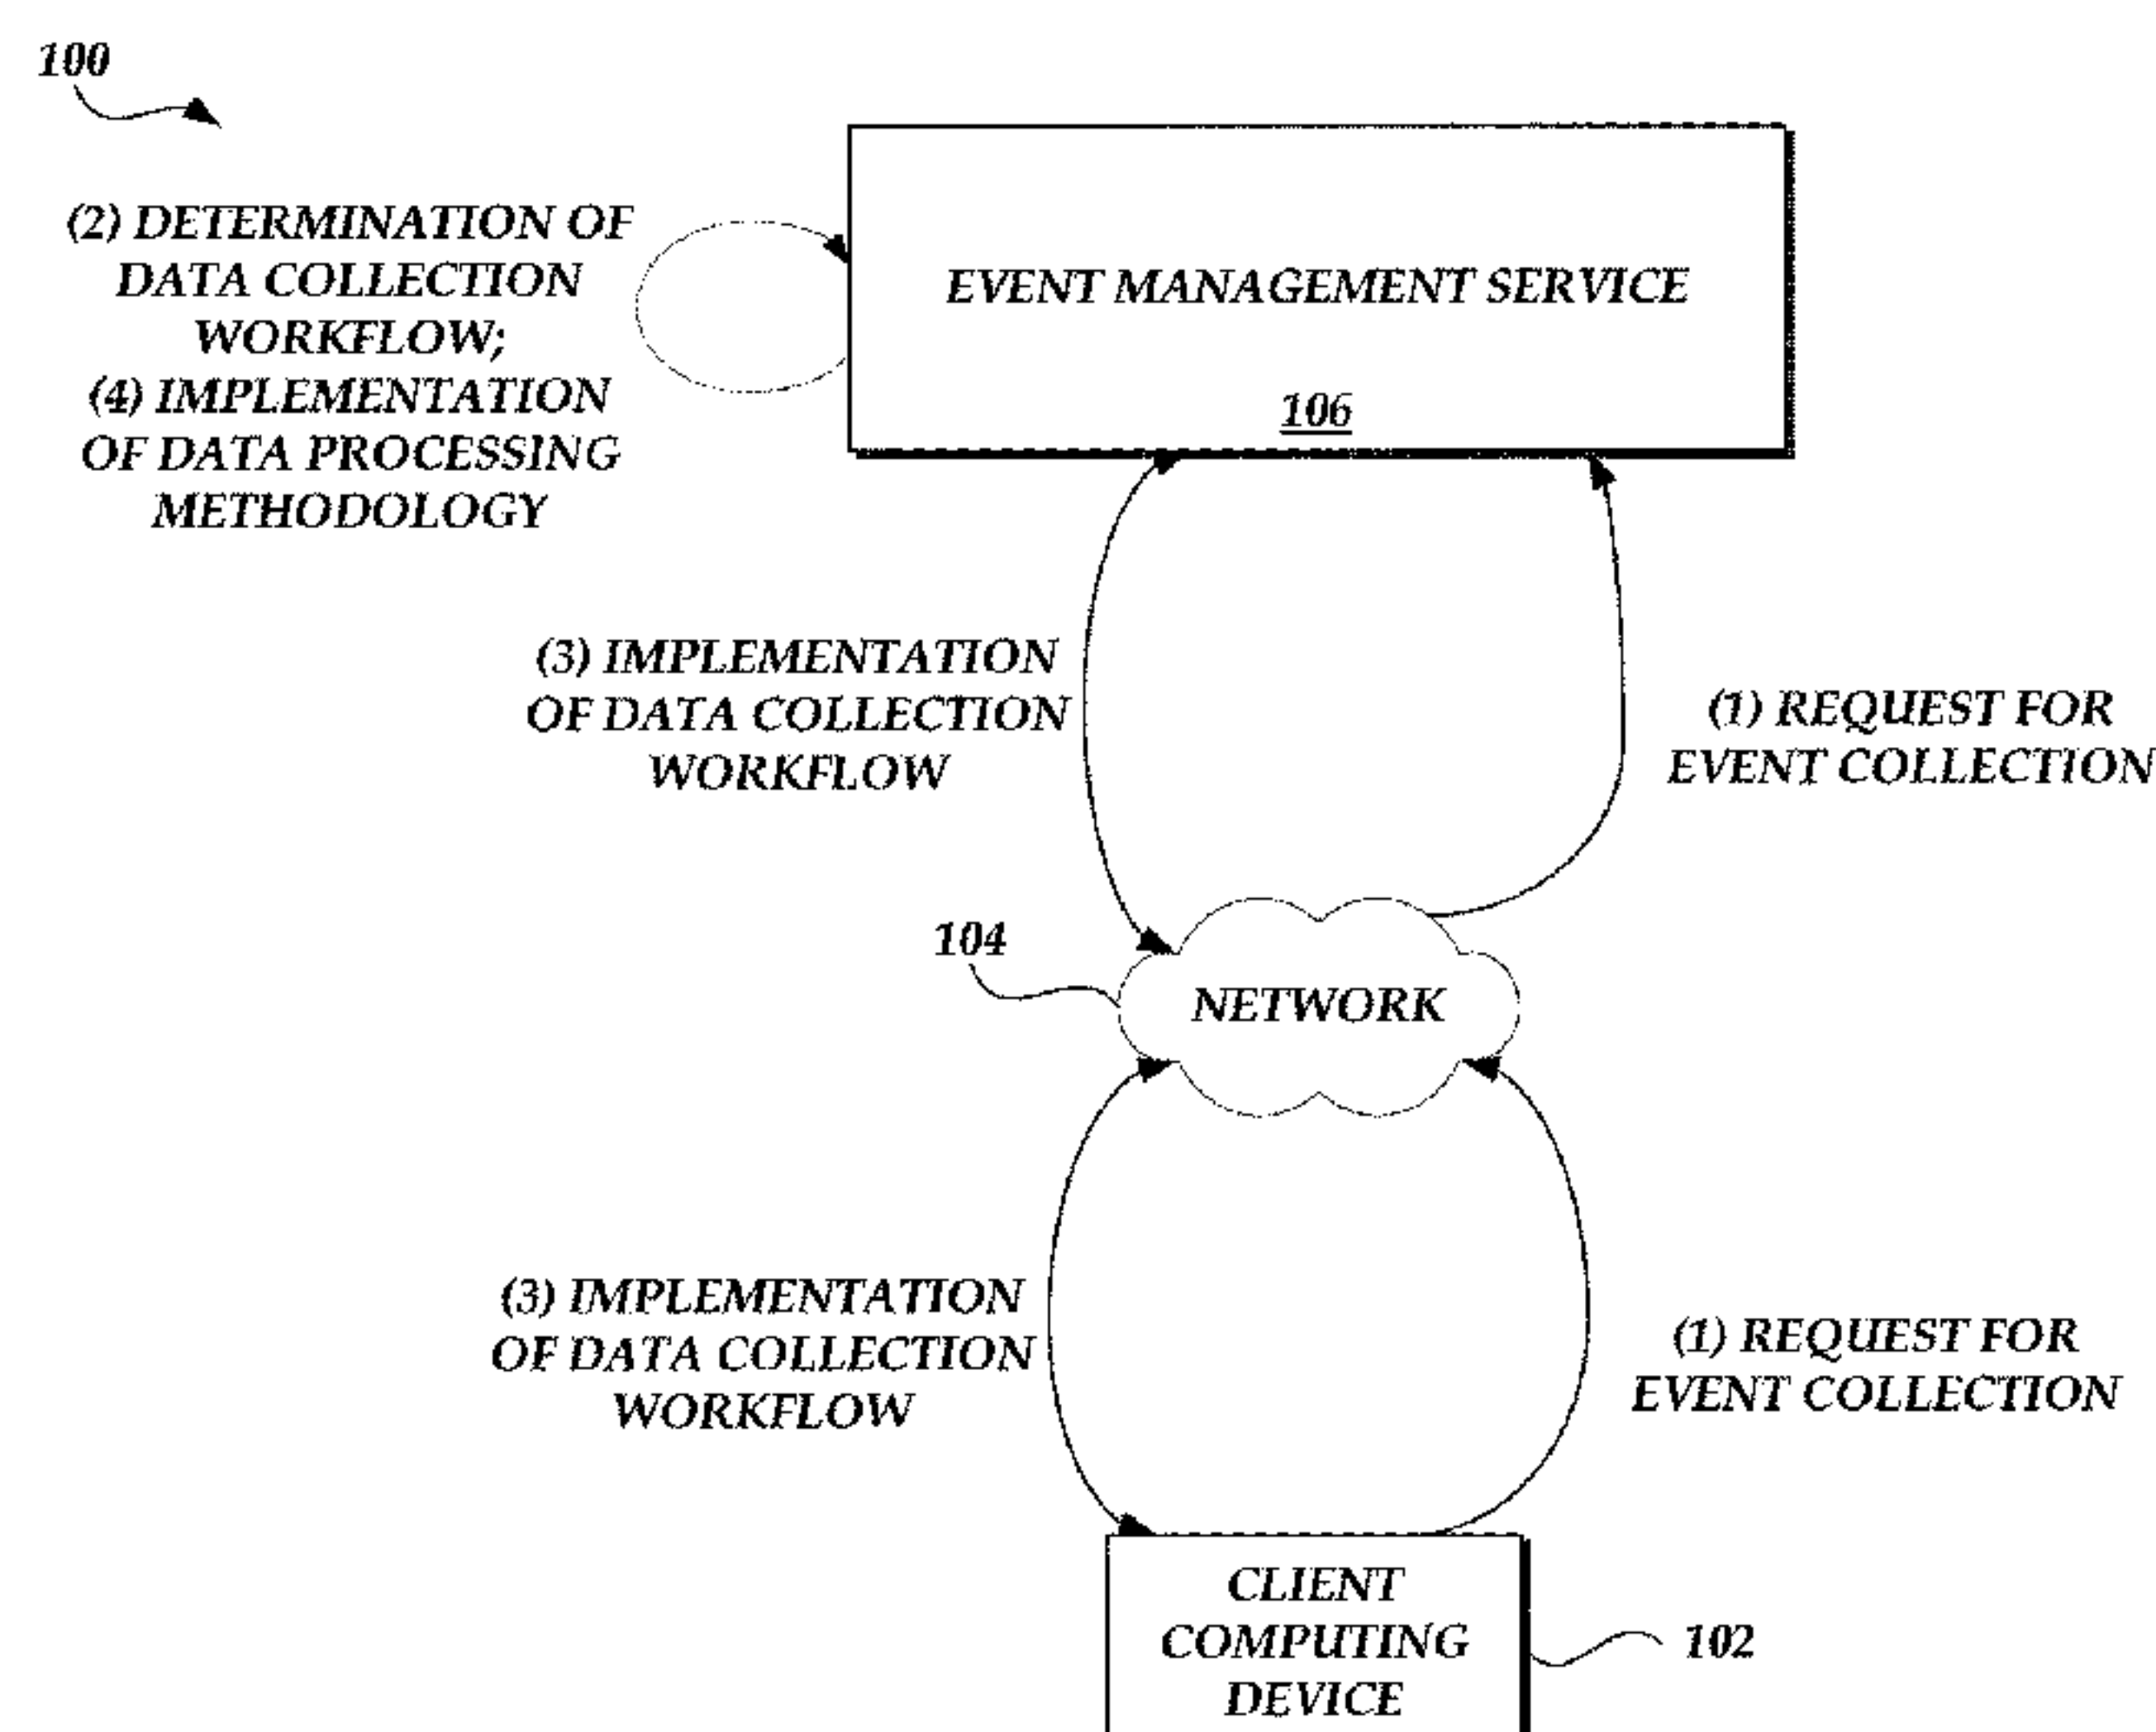 100
(2) DETERMINATION OF
DATA COLLECTION
WORKFLOW;
(4) IMPLEMENTATION
OF DATA PROCESSING
METHODOLOGY
EVENT MANAGEMENT SERVICE
106
(3) IMPLEMENTATION
OF DATA COLLECTION
WORKFLOW
(1) REQUEST FOR
EVENT COLLECTION
104
NETWORK
(3) IMPLEMENTATION
OF DATA COLLECTION
WORKFLOW
(1) REQUEST FOR
EVENT COLLECTION
CLIENT
COMPUTING
DEVICE
102